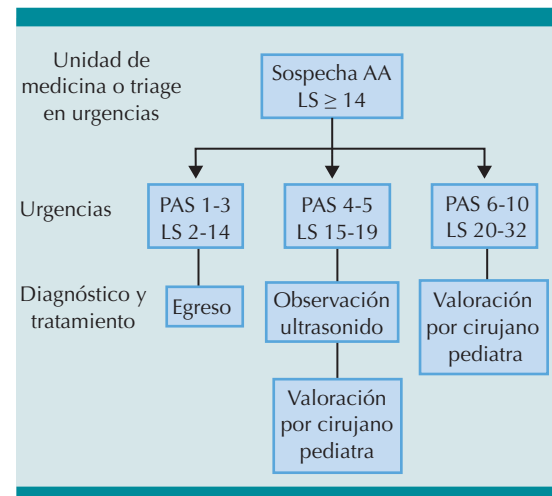 Unidad de
medicina o triage
en urgencias
Sospecha AA
LS ≥ 14
Urgencias
PAS 1-3
LS 2-14
PAS 4-5
LS 15-19
PAS 6-10
LS 20-32
Diagnóstico y
tratamiento
Egreso
Observación
ultrasonido
Valoración
por cirujano
pediatra
Valoración
por cirujano
pediatra